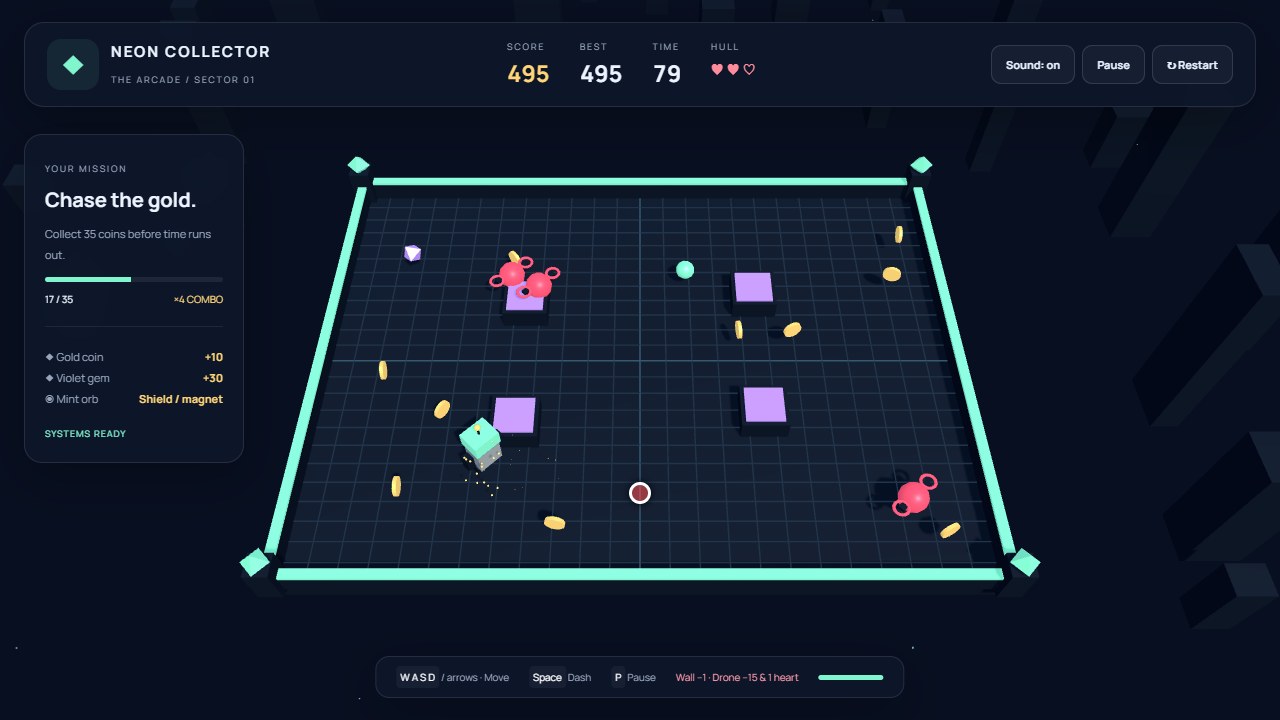 NEON COLLECTOR
THE ARCADE / SECTOR 01
SCORE
495
BEST
495
TIME
79
HULL
Sound: on
Pause
↻ Restart
YOUR MISSION
Chase the gold.
Collect 35 coins before time runs
out.
17 / 35
×4 COMBO
Gold coin +10
Violet gem +30
Mint orb Shield / magnet
SYSTEMS READY
WASD / arrows · Move Space Dash P Pause Wall −1 · Drone −15 & 1 heart